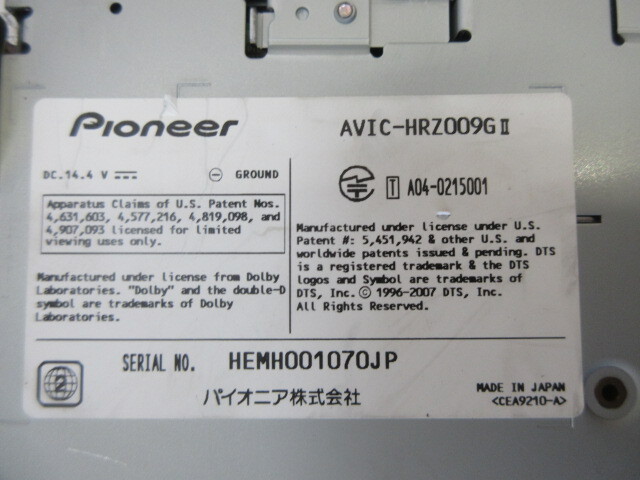 Pioneer
AVIC-HRZ009GⅡ
DC.14.4 V ⎓
⊖ GROUND
Apparatus Claims of U.S. Patent Nos.
4,631,603, 4,577,216, 4,819,098, and
4,907,093 licensed for limited
viewing uses only.
Manufactured under license from Dolby
Laboratories. "Dolby" and the double-D
symbol are trademarks of Dolby
Laboratories.
T A04-0215001
Manufactured under license under U.S.
Patent #: 5,451,942 & other U.S. and
worldwide patents issued & pending. DTS
is a registered trademark & the DTS
logos and Symbol are trademarks of
DTS, Inc. © 1996-2007 DTS, Inc.
All Rights Reserved.
2
SERIAL NO. HEMH001070JP
パイオニア株式会社
MADE IN JAPAN
<CEA9210-A>